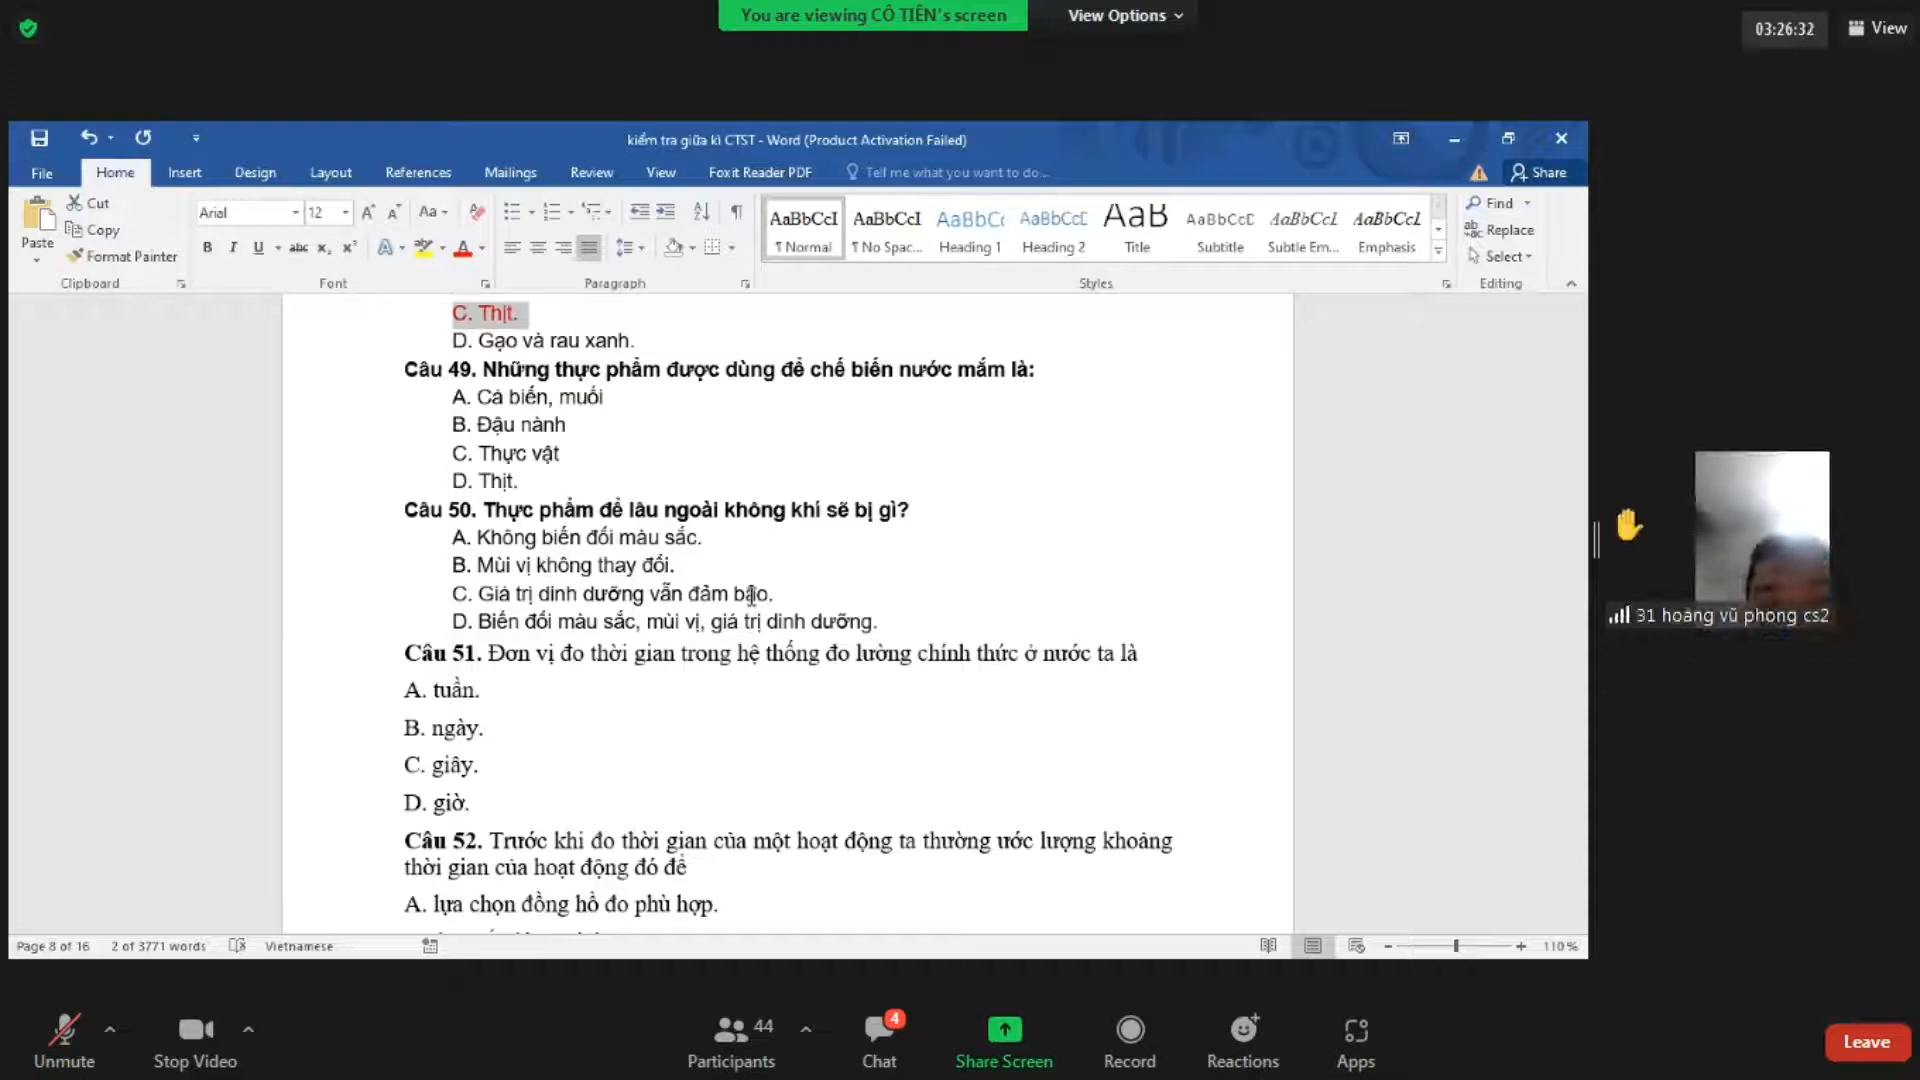 You are viewing CÔ TIÊN's screen
View Options
03:26:32
View
kiểm tra giữa kì CTST - Word (Product Activation Failed)
File
Home
Insert
Design
Layout
References
Mailings
Review
View
Foxit Reader PDF
Tell me what you want to do...
Share
Paste
Cut
Copy
Format Painter
Arial
12
AaBbCcI
AaBbCcI
AaBbC
AaBbCcD
AaB
AaBbCcD
AaBbCcI
AaBbCcI
¶ Normal
¶ No Spac...
Heading 1
Heading 2
Title
Subtitle
Subtle Em...
Emphasis
Find
Replace
Select
Clipboard
Font
Paragraph
Styles
Editing
C. Thịt.
D. Gạo và rau xanh.
Câu 49. Những thực phẩm được dùng để chế biến nước mắm là:
A. Cá biển, muối
B. Đậu nành
C. Thực vật
D. Thịt.
Câu 50. Thực phẩm để lâu ngoài không khí sẽ bị gì?
A. Không biến đổi màu sắc.
B. Mùi vị không thay đổi.
C. Giá trị dinh dưỡng vẫn đảm bảo.
D. Biến đổi màu sắc, mùi vị, giá trị dinh dưỡng.
Câu 51. Đơn vị đo thời gian trong hệ thống đo lường chính thức ở nước ta là
A. tuần.
B. ngày.
C. giây.
D. giờ.
Câu 52. Trước khi đo thời gian của một hoạt động ta thường ước lượng khoảng
thời gian của hoạt động đó để
A. lựa chọn đồng hồ đo phù hợp.
Page 8 of 16
2 of 3771 words
Vietnamese
110 %
31 hoàng vũ phong cs2
Unmute
Stop Video
44
Participants
4
Chat
Share Screen
Record
Reactions
Apps
Leave